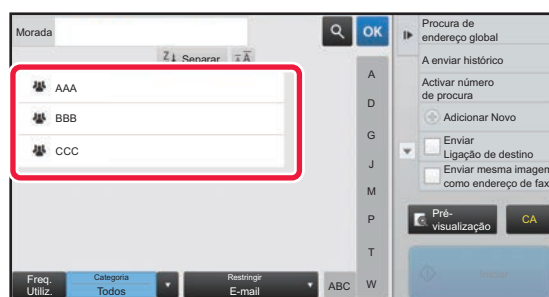 Morada
OK
Separar
AAA
BBB
CCC
A
D
G
J
M
P
T
W
Freq.
Utiliz.
Categoria
Todos
Restringir
E-mail
ABC
Procura de
endereço global
A enviar histórico
Activar número
de procura
Adicionar Novo
Enviar
Ligação de destino
Enviar mesma imagem
como endereço de fax
Pré-
visualização
CA